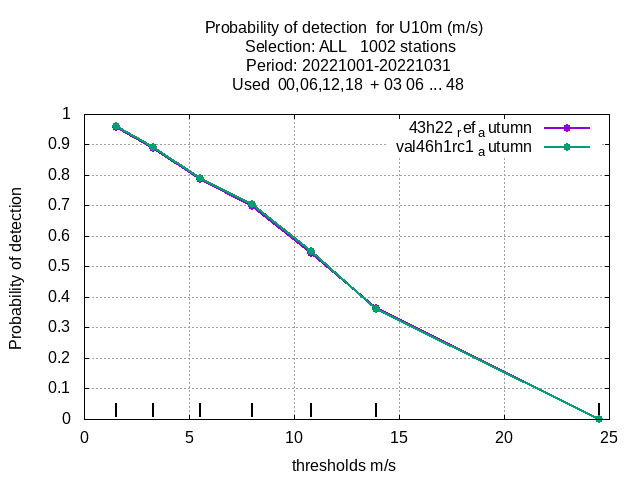 Probability of detection  for U10m (m/s)
Selection: ALL   1002 stations
Period: 20221001-20221031
Used  00,06,12,18  + 03 06 ... 48
43h22 refautumn
val46h1rc1 autumn
1
0.9
0.8
0.7
0.6
0.5
0.4
0.3
0.2
0.1
0
Probability of detection
0 5 10 15 20 25
thresholds m/s